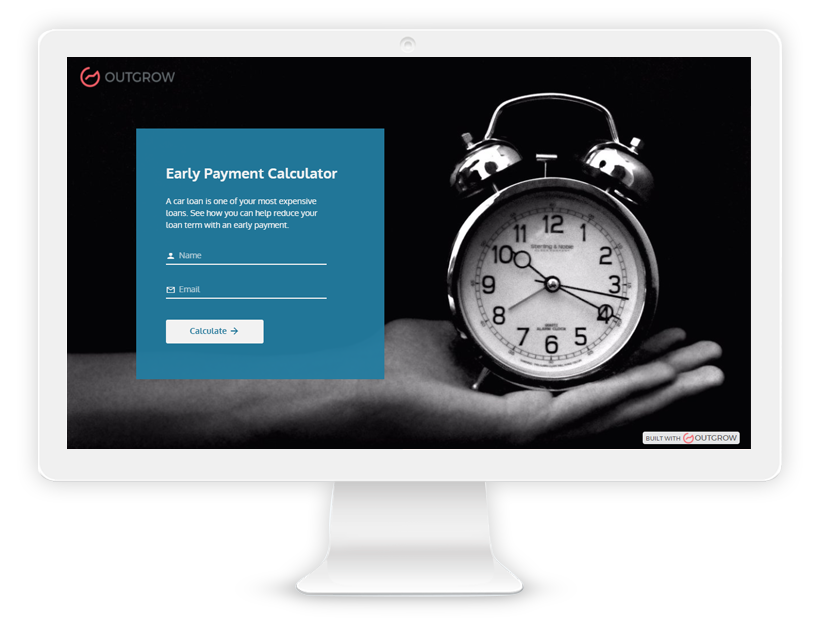 OUTGROW
Early Payment Calculator
A car loan is one of your most expensive
loans. See how you can help reduce your
loan term with an early payment.
Name
Email
Calculate →
12
11
1
10
2
9
3
8
4
7
5
6
Sterling & Noble
ALARM CLOCK
BUILT WITH OUTGROW